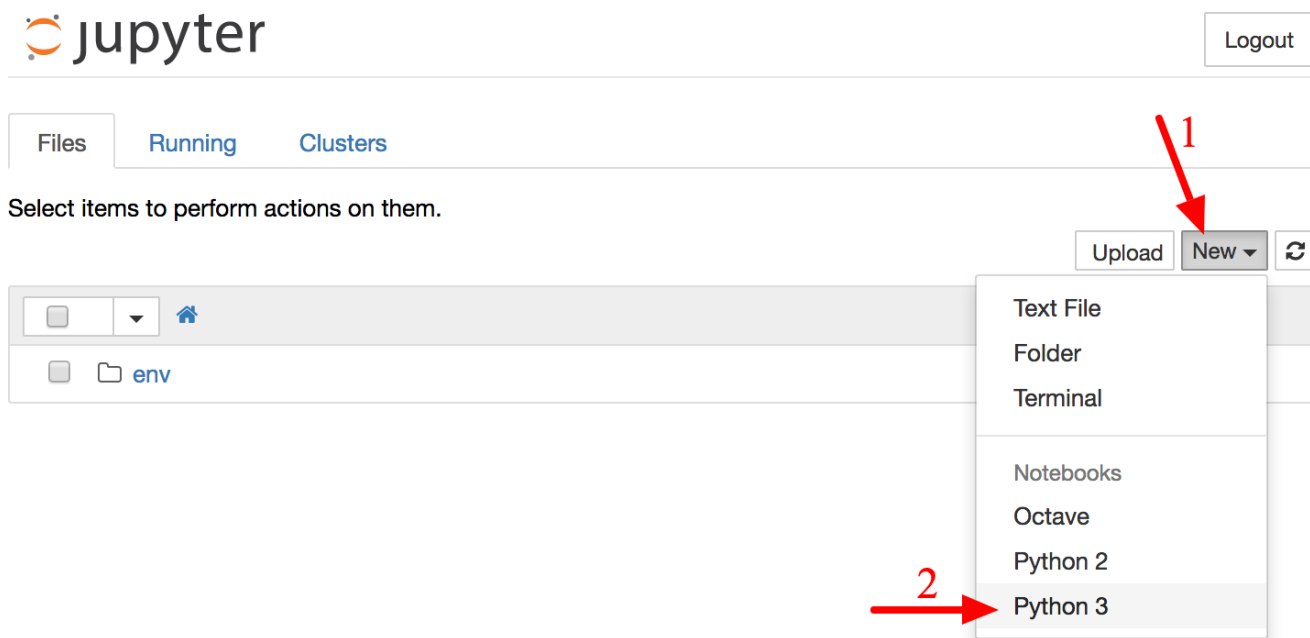 jupyter
Logout
Files Running Clusters
1
Select items to perform actions on them.
Upload New
Text File
Folder
env
Terminal
Notebooks
Octave
Python 2
2
Python 3